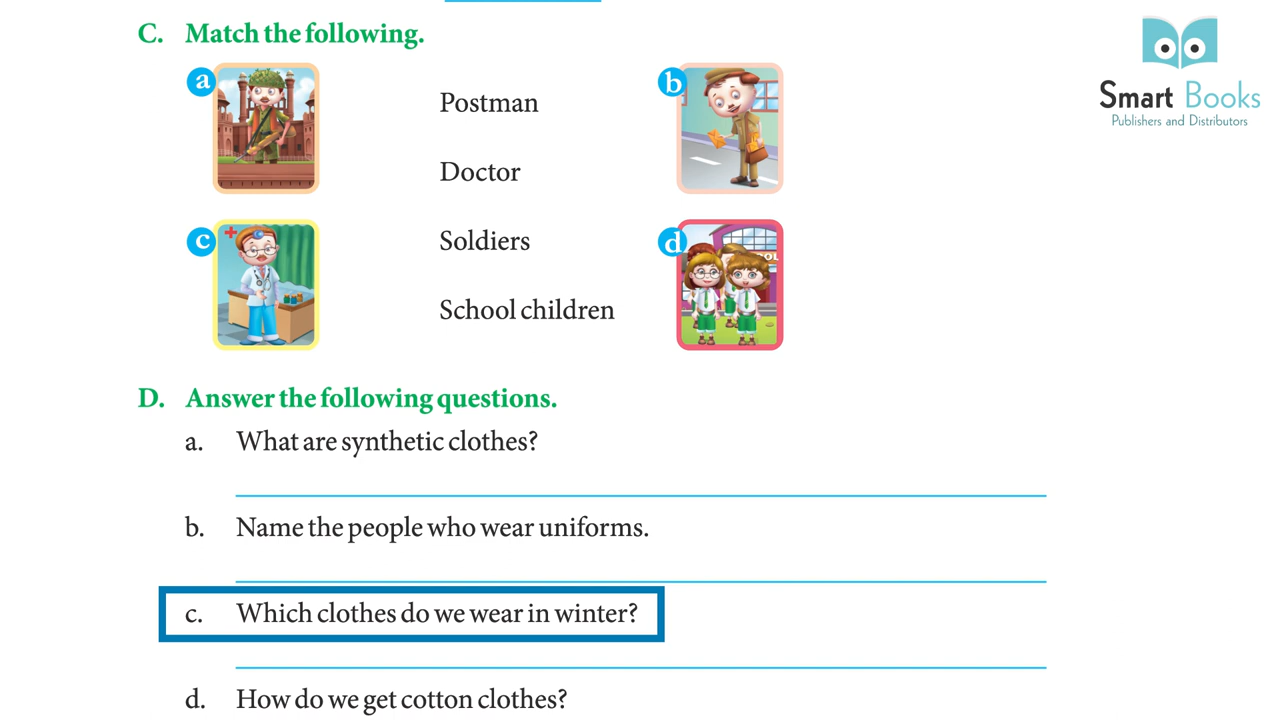 C. Match the following.
a
Postman
b
Doctor
c
Soldiers
d
School children
D. Answer the following questions.
a. What are synthetic clothes?
b. Name the people who wear uniforms.
c. Which clothes do we wear in winter?
d. How do we get cotton clothes?
Smart Books
Publishers and Distributors